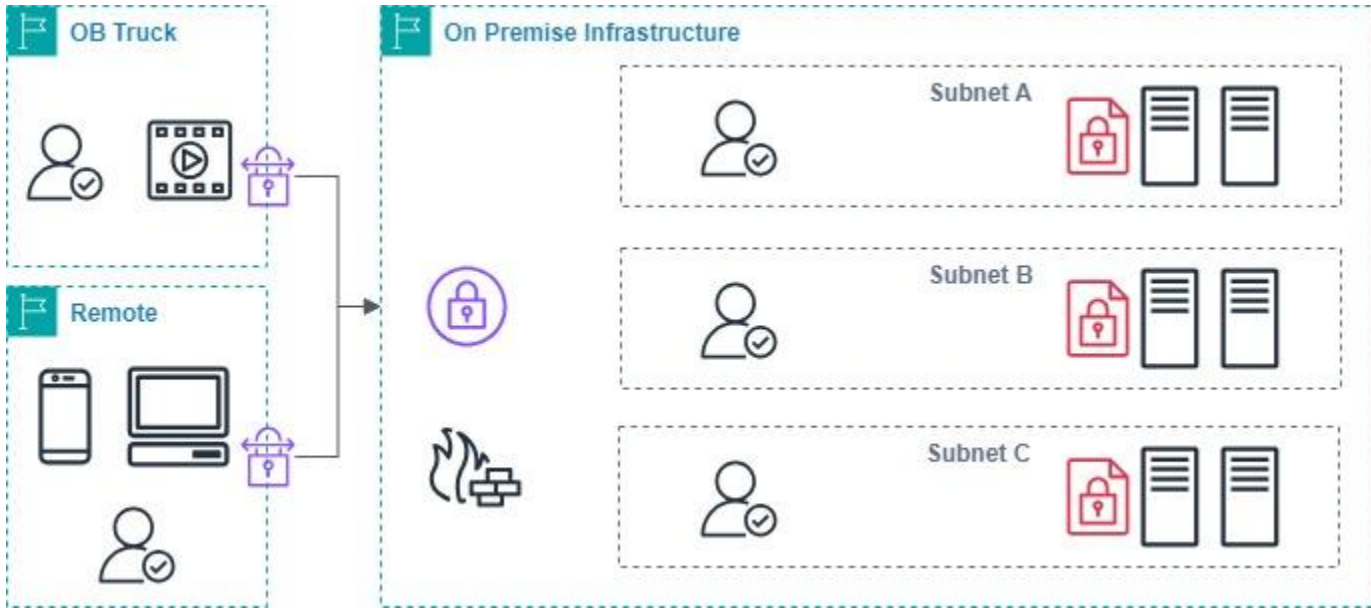 OB Truck
On Premise Infrastructure
Subnet A
Subnet B
Remote
Subnet C